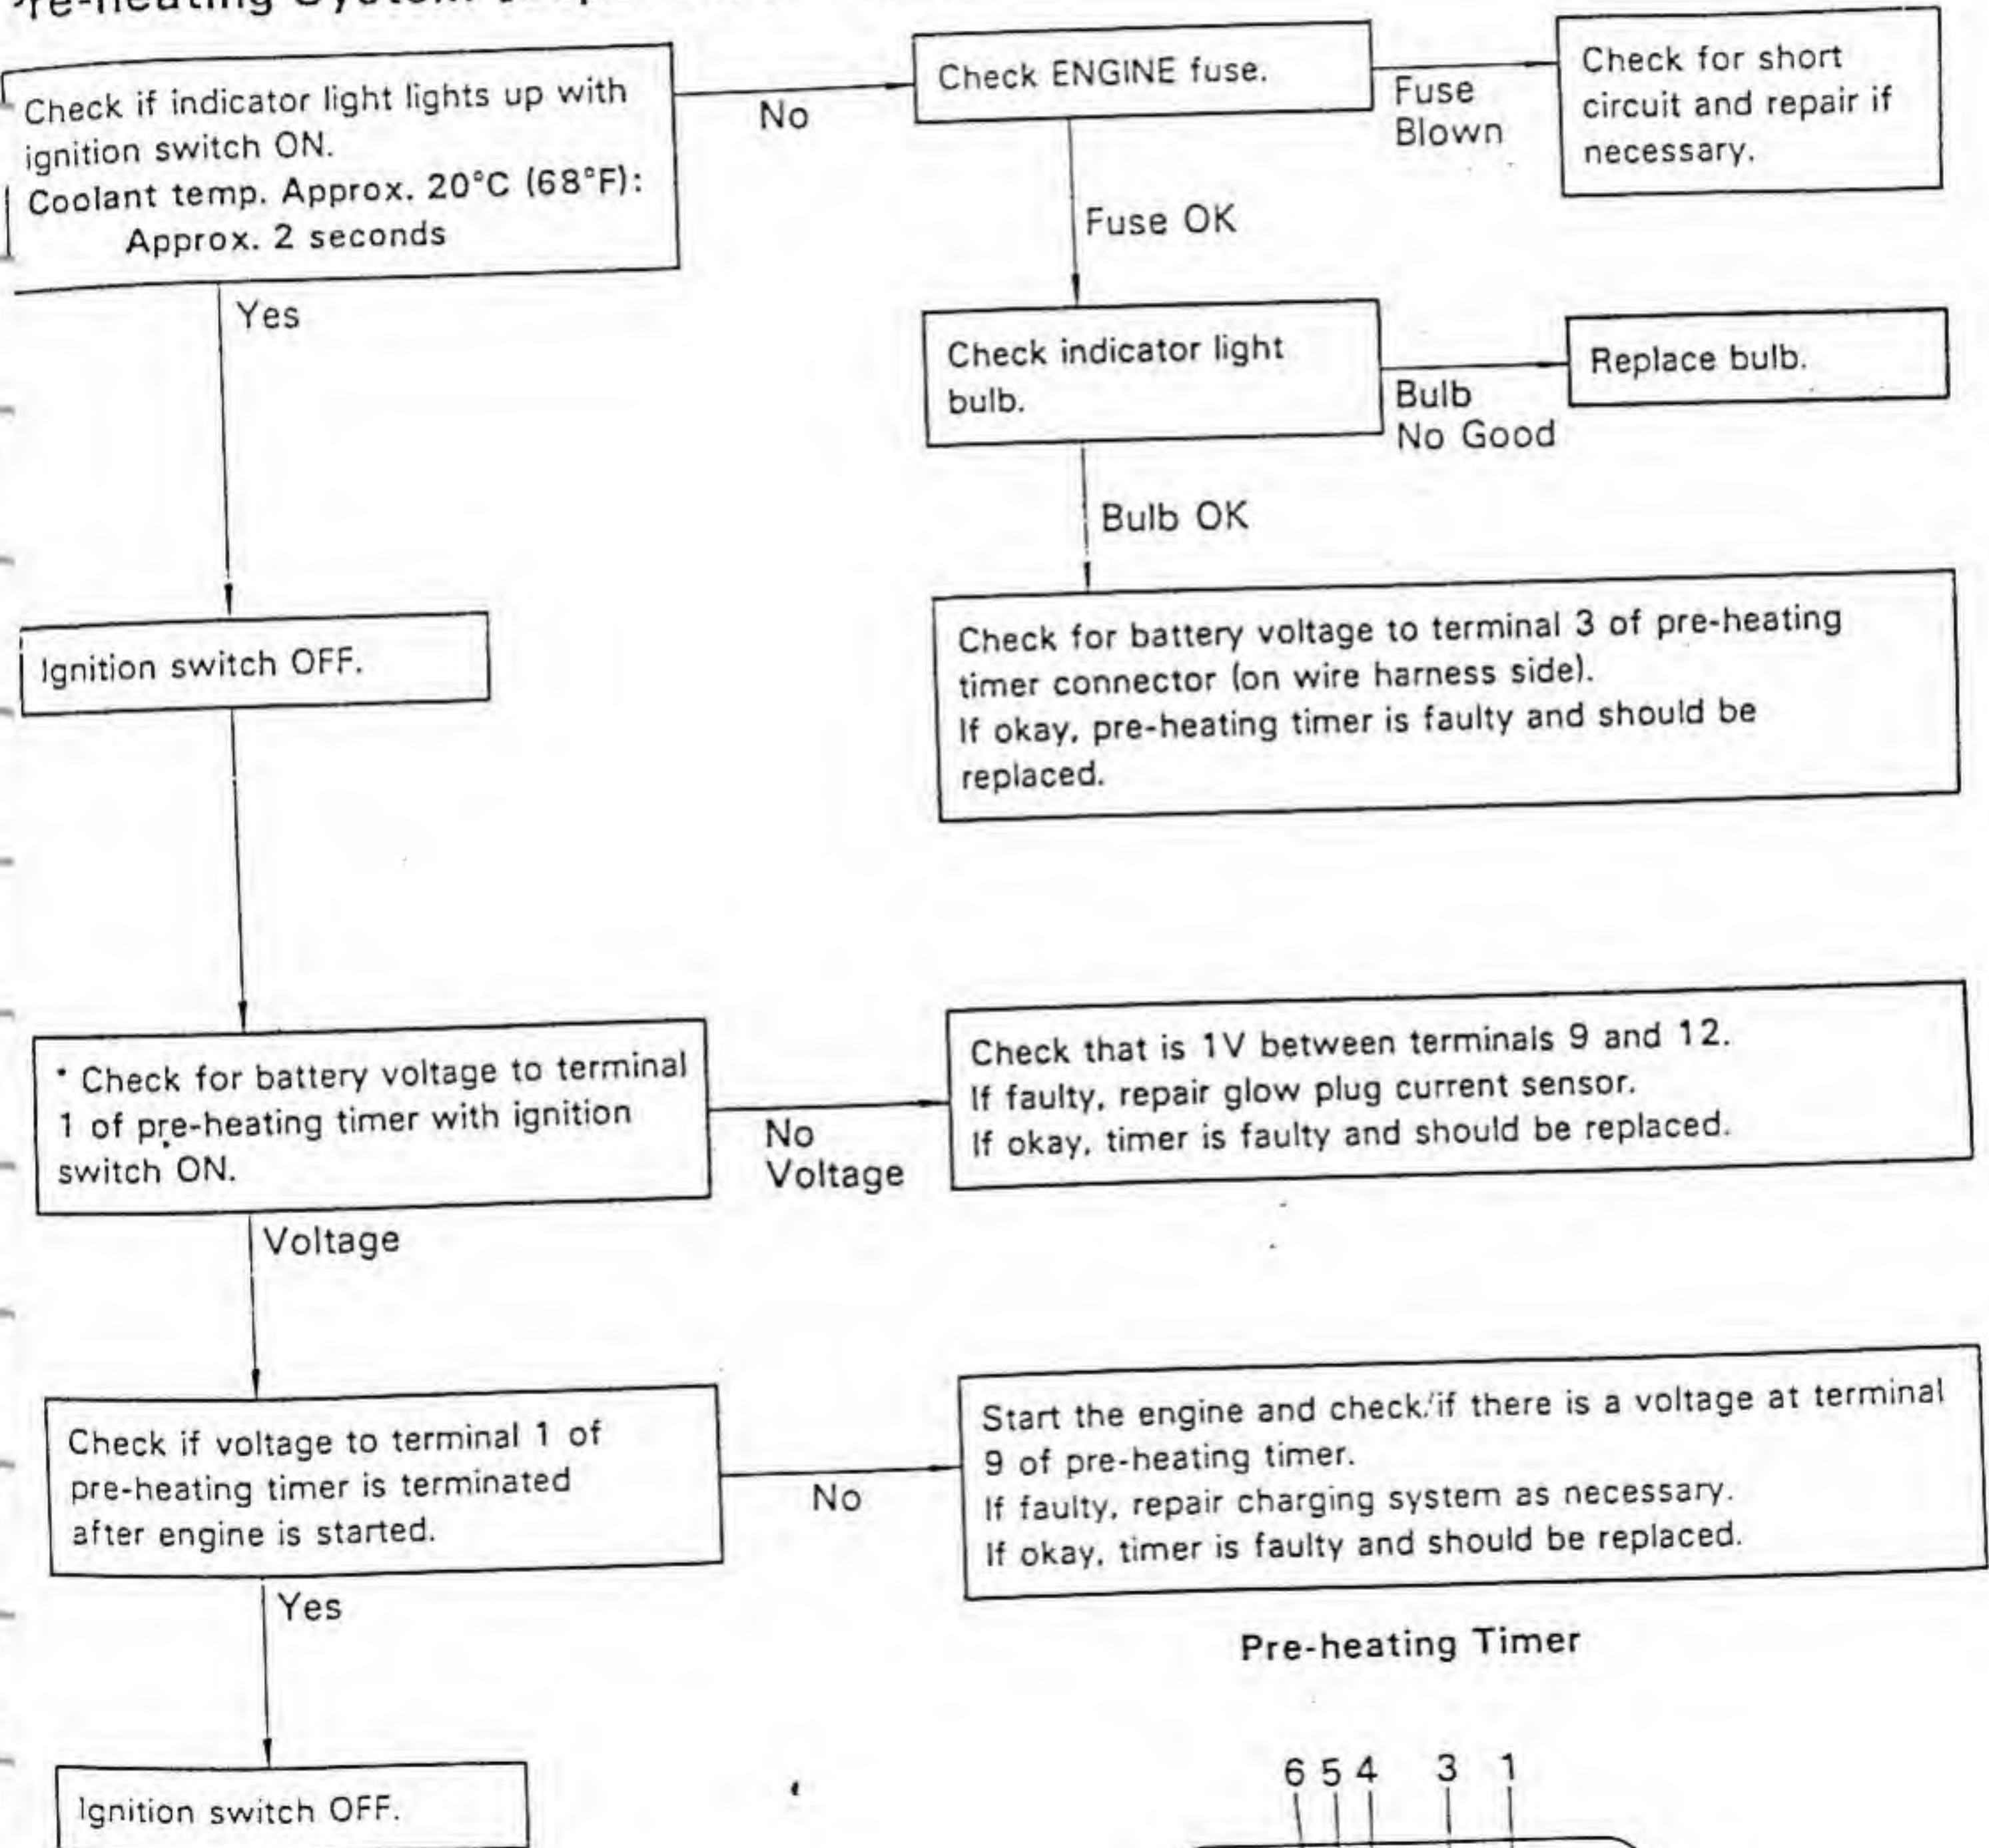 Pre-heating System
Check if indicator light lights up with
ignition switch ON.
Coolant temp. Approx. 20°C (68°F):
Approx. 2 seconds
No
Check ENGINE fuse.
Fuse
Blown
Check for short
circuit and repair if
necessary.
Fuse OK
Yes
Check indicator light
bulb.
Bulb
No Good
Replace bulb.
Bulb OK
Ignition switch OFF.
Check for battery voltage to terminal 3 of pre-heating
timer connector (on wire harness side).
If okay, pre-heating timer is faulty and should be
replaced.
* Check for battery voltage to terminal
1 of pre-heating timer with ignition
switch ON.
No
Voltage
Check that is 1V between terminals 9 and 12.
If faulty, repair glow plug current sensor.
If okay, timer is faulty and should be replaced.
Voltage
Check if voltage to terminal 1 of
pre-heating timer is terminated
after engine is started.
No
Start the engine and check if there is a voltage at terminal
9 of pre-heating timer.
If faulty, repair charging system as necessary.
If okay, timer is faulty and should be replaced.
Yes
Pre-heating Timer
6 5 4 3 1
Ignition switch OFF.